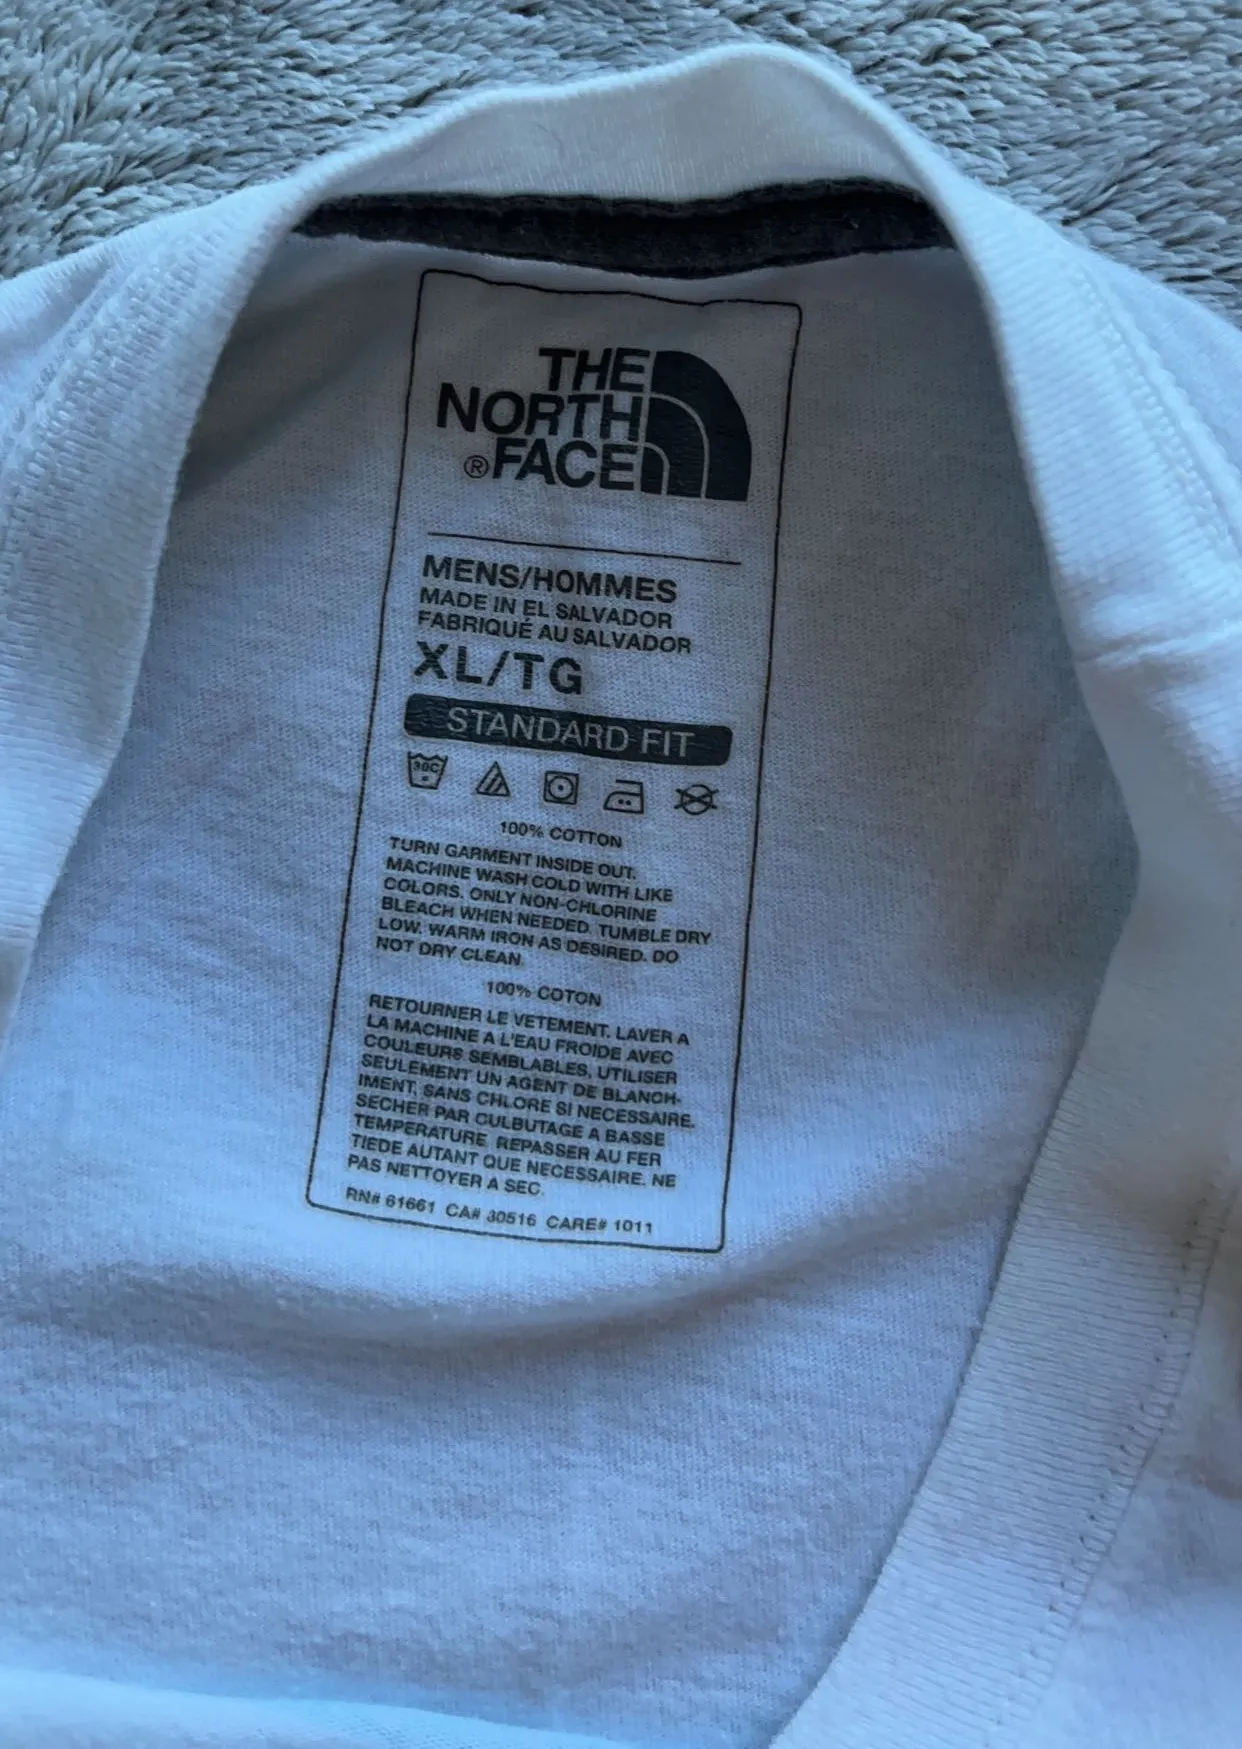 THE
NORTH
®FACE
MENS/HOMMES
MADE IN EL SALVADOR
FABRIQUÉ AU SALVADOR
XL/TG
STANDARD FIT
30C
100% COTTON
TURN GARMENT INSIDE OUT.
MACHINE WASH COLD WITH LIKE
COLORS. ONLY NON-CHLORINE
BLEACH WHEN NEEDED. TUMBLE DRY
LOW. WARM IRON AS DESIRED. DO
NOT DRY CLEAN.
100% COTON
RETOURNER LE VETEMENT. LAVER A
LA MACHINE A L'EAU FROIDE AVEC
COULEURS SEMBLABLES. UTILISER
SEULEMENT UN AGENT DE BLANCH-
IMENT, SANS CHLORE SI NECESSAIRE.
SECHER PAR CULBUTAGE A BASSE
TEMPERATURE. REPASSER AU FER
TIEDE AUTANT QUE NECESSAIRE. NE
PAS NETTOYER A SEC.
RN# 61661 CA# 30516 CARE# 1011